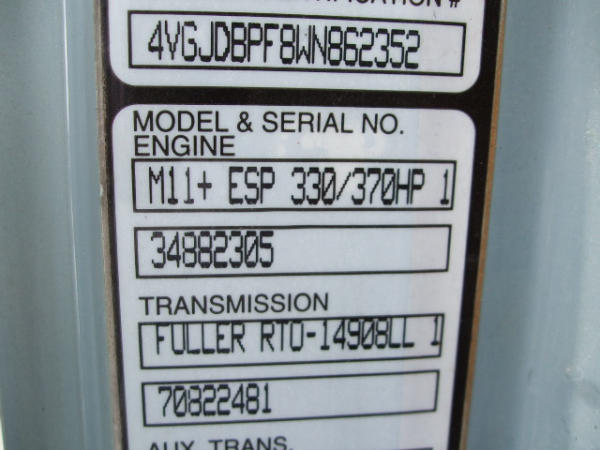 IFICATION #
4VGJDBPF8WN862352
MODEL & SERIAL NO.
ENGINE
M11+ ESP 330/370HP 1
34882305
TRANSMISSION
FULLER RTO-14908LL 1
70822481
AUX. TRANS.